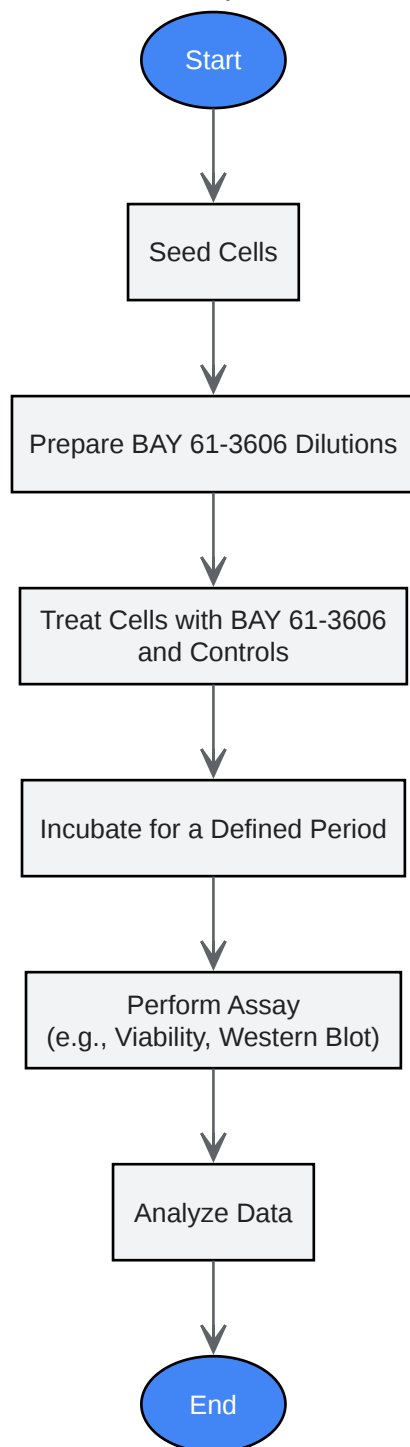 Start
Seed Cells
Prepare BAY 61-3606 Dilutions
Treat Cells with BAY 61-3606
and Controls
Incubate for a Defined Period
Perform Assay
(e.g., Viability, Western Blot)
Analyze Data
End